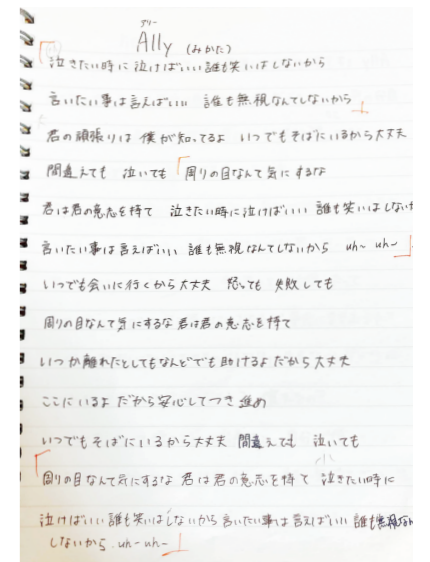 アリー
Ally (みかた)
「泣きたい時に泣けばいい誰も笑いはしないから
言いたい事は言えばいい 誰も無視なんてしないから」
君の頑張りは 僕が知ってるよ いつでもそばにいるから大丈夫
間違えても 泣いても 「周りの目なんて気にするな
君は君の意志を持て 泣きたい時に泣けばいい 誰も笑いはしないか
言いたい事は言えばいい 誰も無視なんてしないから uh~ uh~」
いつでも会いに行くから大丈夫 怒っても 失敗しても
周りの目なんて気にするな君は君の意志を持て
いつか離れたとしてもなんどでも助けるよだから大丈夫
ここにいるよ だから安心してつき進め
いつでもそばにいるから大丈夫 間違えても 泣いても
「周りの目なんて気にするな 君は君の意志を持て 泣きたい時に
泣けばいい 誰も笑いはしないから 言いたい事は言えばいい 誰も無視なん
しないから uh~uh~」